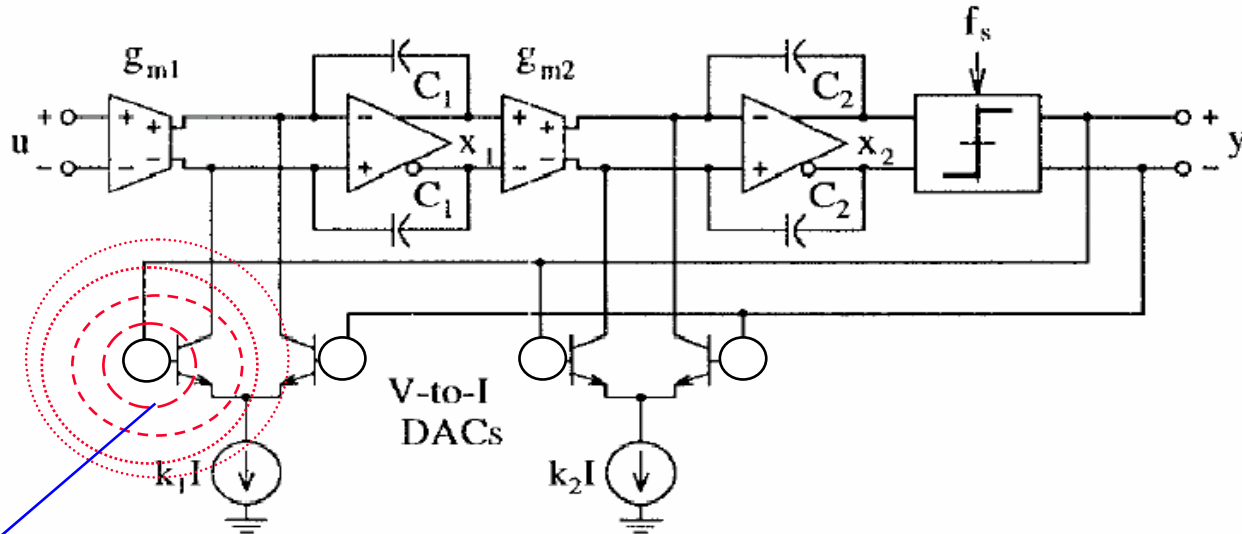 f_s
g_m1
g_m2
C_1
C_2
+ + + - + +
u x_1 x_2 y
- - - + - - + -
C_1
C_2
V-to-I
DACs
k_1I
k_2I